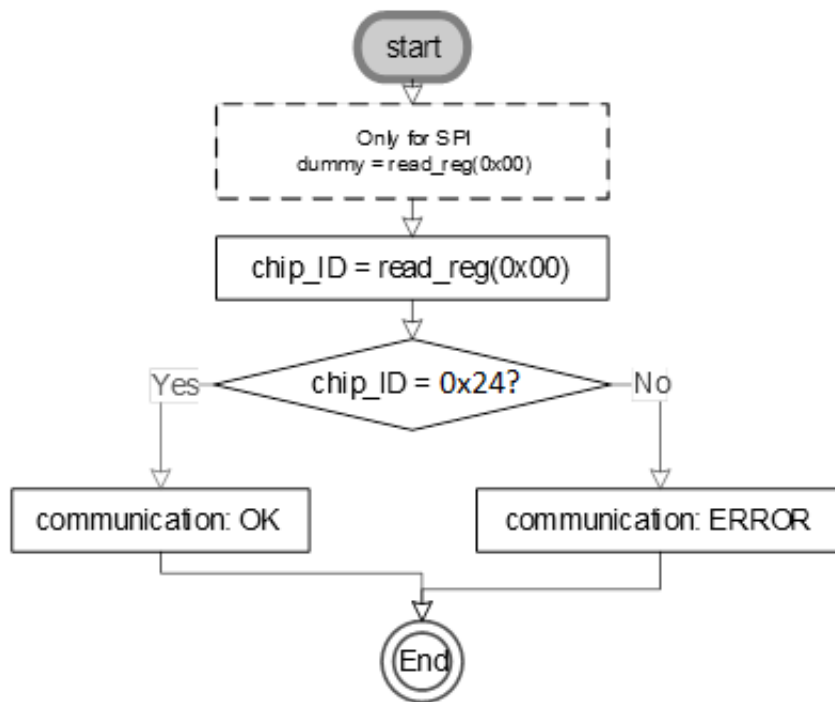 start
Only for SPI
dummy = read_reg(0x00)
chip_ID = read_reg(0x00)
chip_ID = 0x24?
Yes
No
communication: OK
communication: ERROR
End